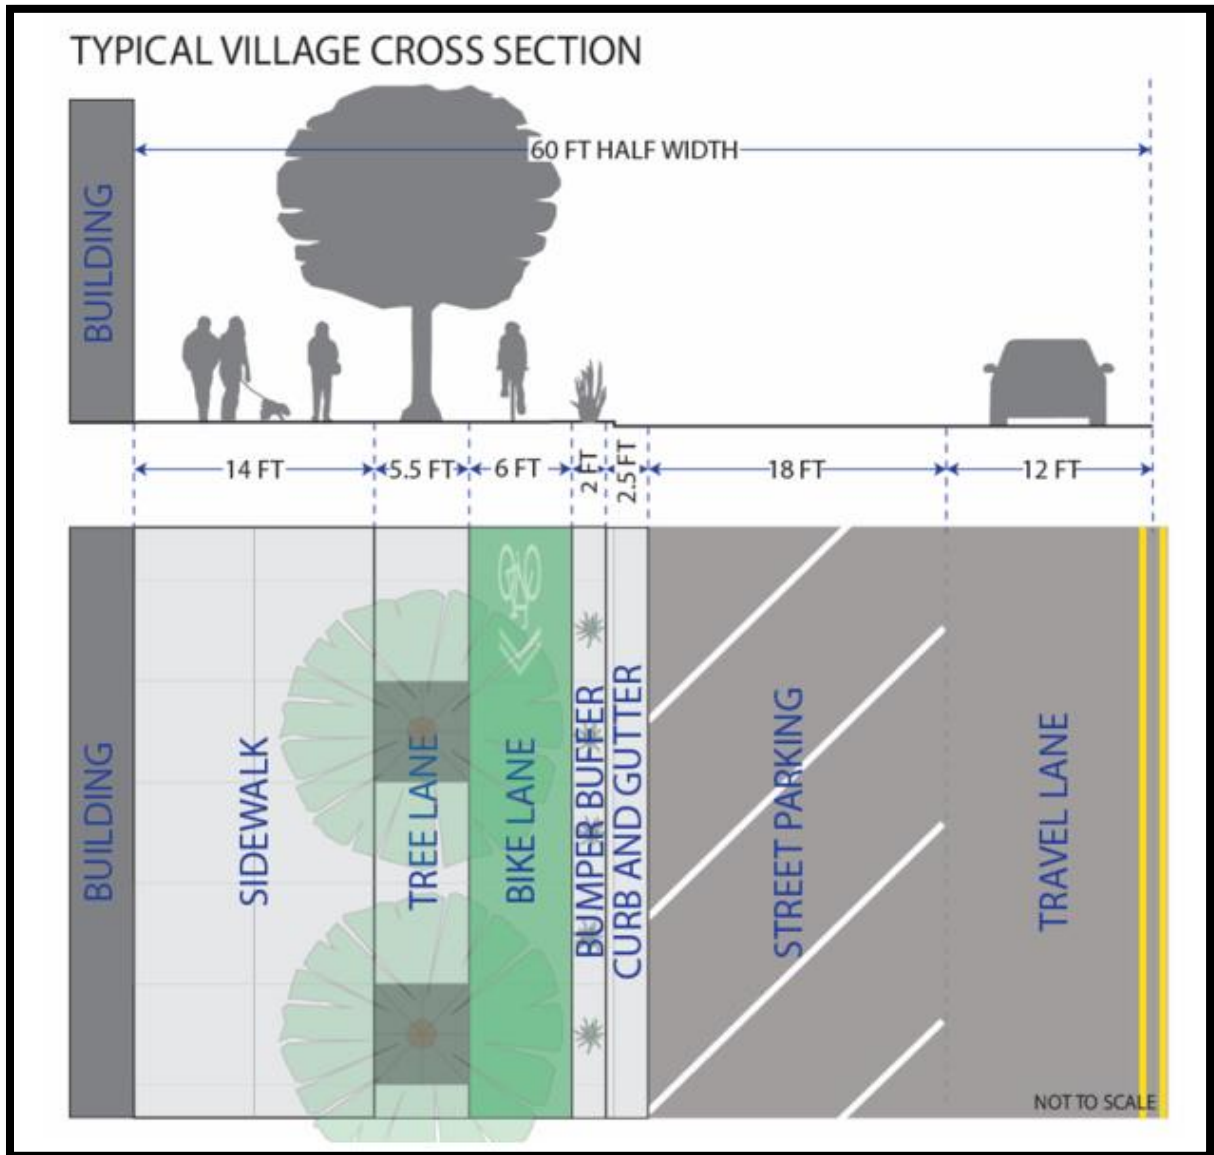 TYPICAL VILLAGE CROSS SECTION
60 FT HALF WIDTH
BUILDING
14 FT
5.5 FT
6 FT
2 FT
2.5 FT
18 FT
12 FT
BUILDING
SIDEWALK
TREE LANE
BIKE LANE
BUMPER BUFFER
CURB AND GUTTER
STREET PARKING
TRAVEL LANE
NOT TO SCALE